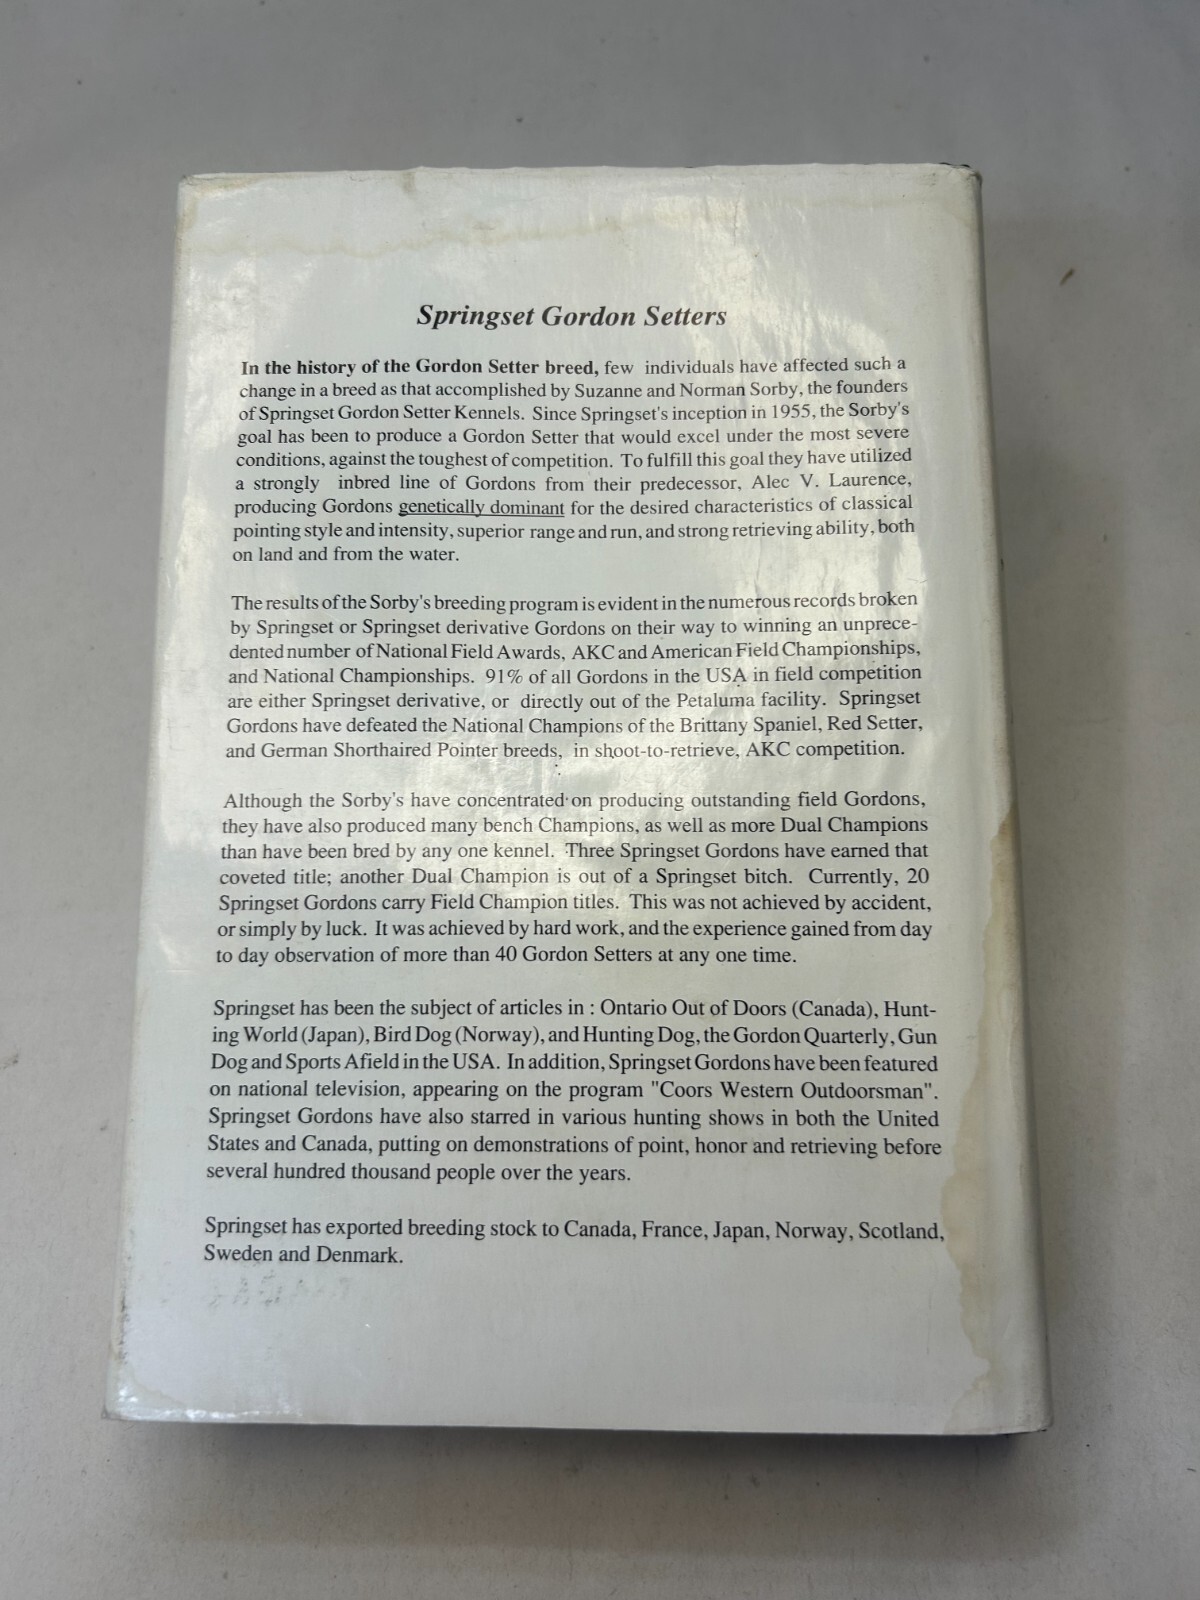 Springset Gordon Setters
In the history of the Gordon Setter breed, few individuals have affected such a
change in a breed as that accomplished by Suzanne and Norman Sorby, the founders
of Springset Gordon Setter Kennels. Since Springset's inception in 1955, the Sorby's
goal has been to produce a Gordon Setter that would excel under the most severe
conditions, against the toughest of competition. To fulfill this goal they have utilized
a strongly inbred line of Gordons from their predecessor, Alec V. Laurence,
producing Gordons genetically dominant for the desired characteristics of classical
pointing style and intensity, superior range and run, and strong retrieving ability, both
on land and from the water.
The results of the Sorby's breeding program is evident in the numerous records broken
by Springset or Springset derivative Gordons on their way to winning an unprece-
dented number of National Field Awards, AKC and American Field Championships,
and National Championships. 91% of all Gordons in the USA in field competition
are either Springset derivative, or directly out of the Petaluma facility. Springset
Gordons have defeated the National Champions of the Brittany Spaniel, Red Setter,
and German Shorthaired Pointer breeds, in shoot-to-retrieve, AKC competition.
Although the Sorby's have concentrated on producing outstanding field Gordons,
they have also produced many bench Champions, as well as more Dual Champions
than have been bred by any one kennel. Three Springset Gordons have earned that
coveted title; another Dual Champion is out of a Springset bitch. Currently, 20
Springset Gordons carry Field Champion titles. This was not achieved by accident,
or simply by luck. It was achieved by hard work, and the experience gained from day
to day observation of more than 40 Gordon Setters at any one time.
Springset has been the subject of articles in : Ontario Out of Doors (Canada), Hunt-
ing World (Japan), Bird Dog (Norway), and Hunting Dog, the Gordon Quarterly, Gun
Dog and Sports Afield in the USA. In addition, Springset Gordons have been featured
on national television, appearing on the program "Coors Western Outdoorsman".
Springset Gordons have also starred in various hunting shows in both the United
States and Canada, putting on demonstrations of point, honor and retrieving before
several hundred thousand people over the years.
Springset has exported breeding stock to Canada, France, Japan, Norway, Scotland,
Sweden and Denmark.